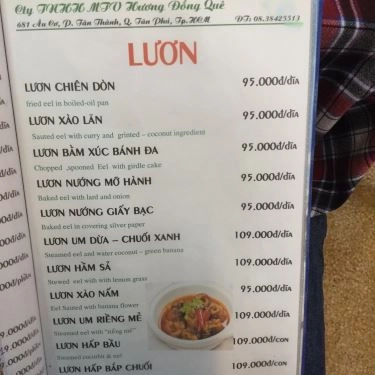 Cty TNHH MTV Hương Đồng Quê
681 Âu Cơ, P. Tân Thành, Q. Tân Phú, Tp.HCM ĐT: 08.38425513
LƯƠN
LƯƠN CHIÊN DÒN 95.000đ/dĩa
fried eel in boiled-oil pan
LƯƠN XÀO LĂN 95.000đ/dĩa
Sauted eel with curry and grinted – coconut ingredient
LƯƠN BẰM XÚC BÁNH ĐA 95.000đ/dĩa
Chopped ,spooned Eel with girdle cake
LƯƠN NƯỚNG MỠ HÀNH 95.000đ/dĩa
Baked eel with lard and onion
LƯƠN NƯỚNG GIẤY BẠC 95.000đ/dĩa
Baked eel in covering silver paper
LƯƠN UM DỪA – CHUỐI XANH 109.000đ/dĩa
Steamed eel and water coconut – green banana
LƯƠN HẦM SẢ 109.000đ/dĩa
Stewed eel with with lemon grass
LƯƠN XÀO NẤM 95.000đ/dĩa
Eel Sauted with banana flower
LƯƠN UM RIỀNG MẺ 109.000đ/dĩa
Steamed eel with "riềng mẻ"
LƯƠN HẤP BẦU 109.000đ/con
Steamed cucurbit & eel
LƯƠN HẤP BẮP CHUỐI 109.000đ/con